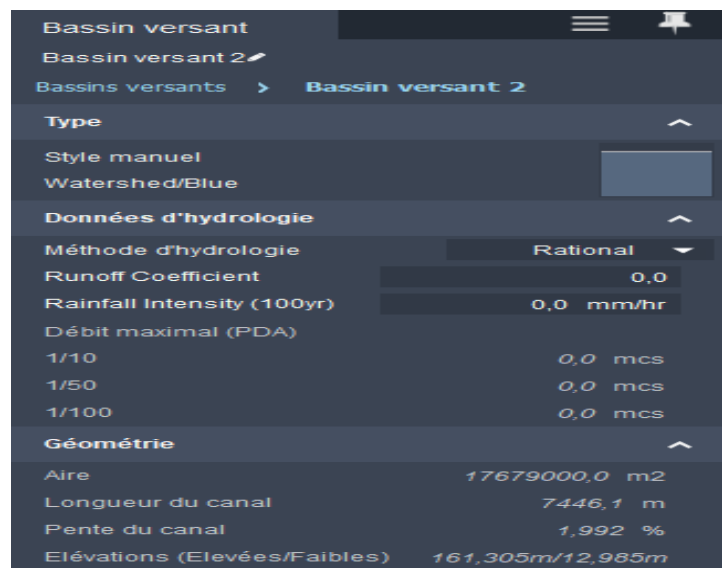 Bassin versant
Bassin versant 2
Bassins versants > Bassin versant 2
Type
Style manuel
Watershed/Blue
Données d'hydrologie
Méthode d'hydrologie Rational
Runoff Coefficient 0,0
Rainfall Intensity (100yr) 0,0 mm/hr
Débit maximal (PDA)
1/10 0,0 mcs
1/50 0,0 mcs
1/100 0,0 mcs
Géométrie
Aire 17679000,0 m2
Longueur du canal 7446,1 m
Pente du canal 1,992 %
Elévations (Elevées/Faibles) 161,305m/12,985m